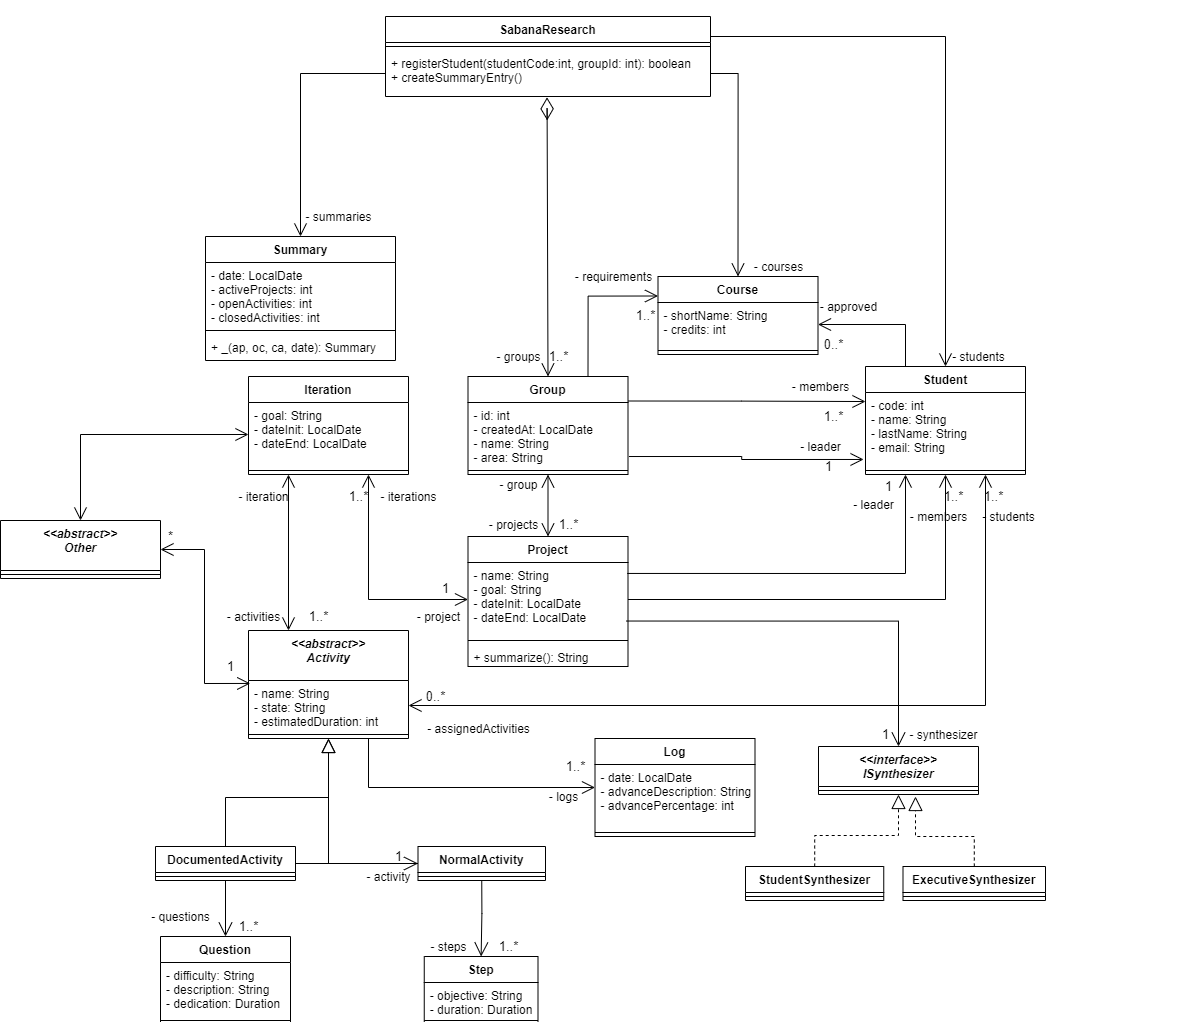 SabanaResearch
+ registerStudent(studentCode:int, groupId: int): boolean
+ createSummaryEntry()
- summaries
Summary
- date: LocalDate
- activeProjects: int
- openActivities: int
- closedActivities: int
+ _(ap, oc, ca, date): Summary
- courses
- requirements
1..*
Course
- shortName: String
- credits: int
- approved
0..*
- groups
1..*
- students
Iteration
- goal: String
- dateInit: LocalDate
- dateEnd: LocalDate
Group
- id: int
- createdAt: LocalDate
- name: String
- area: String
- members
1..*
- leader
1
Student
- code: int
- name: String
- lastName: String
- email: String
- iteration
1..*
- iterations
- group
1
- leader
1..*
- members
1..*
- students
<<abstract>>
Other
*
- projects
1..*
Project
- name: String
- goal: String
- dateInit: LocalDate
- dateEnd: LocalDate
+ summarize(): String
1
- project
- activities
1..*
1
<<abstract>>
Activity
- name: String
- state: String
- estimatedDuration: int
0..*
- assignedActivities
1
- synthesizer
1..*
- logs
Log
- date: LocalDate
- advanceDescription: String
- advancePercentage: int
<<interface>>
ISynthesizer
DocumentedActivity
1
- activity
NormalActivity
StudentSynthesizer
ExecutiveSynthesizer
- questions
1..*
Question
- difficulty: String
- description: String
- dedication: Duration
- steps
1..*
Step
- objective: String
- duration: Duration